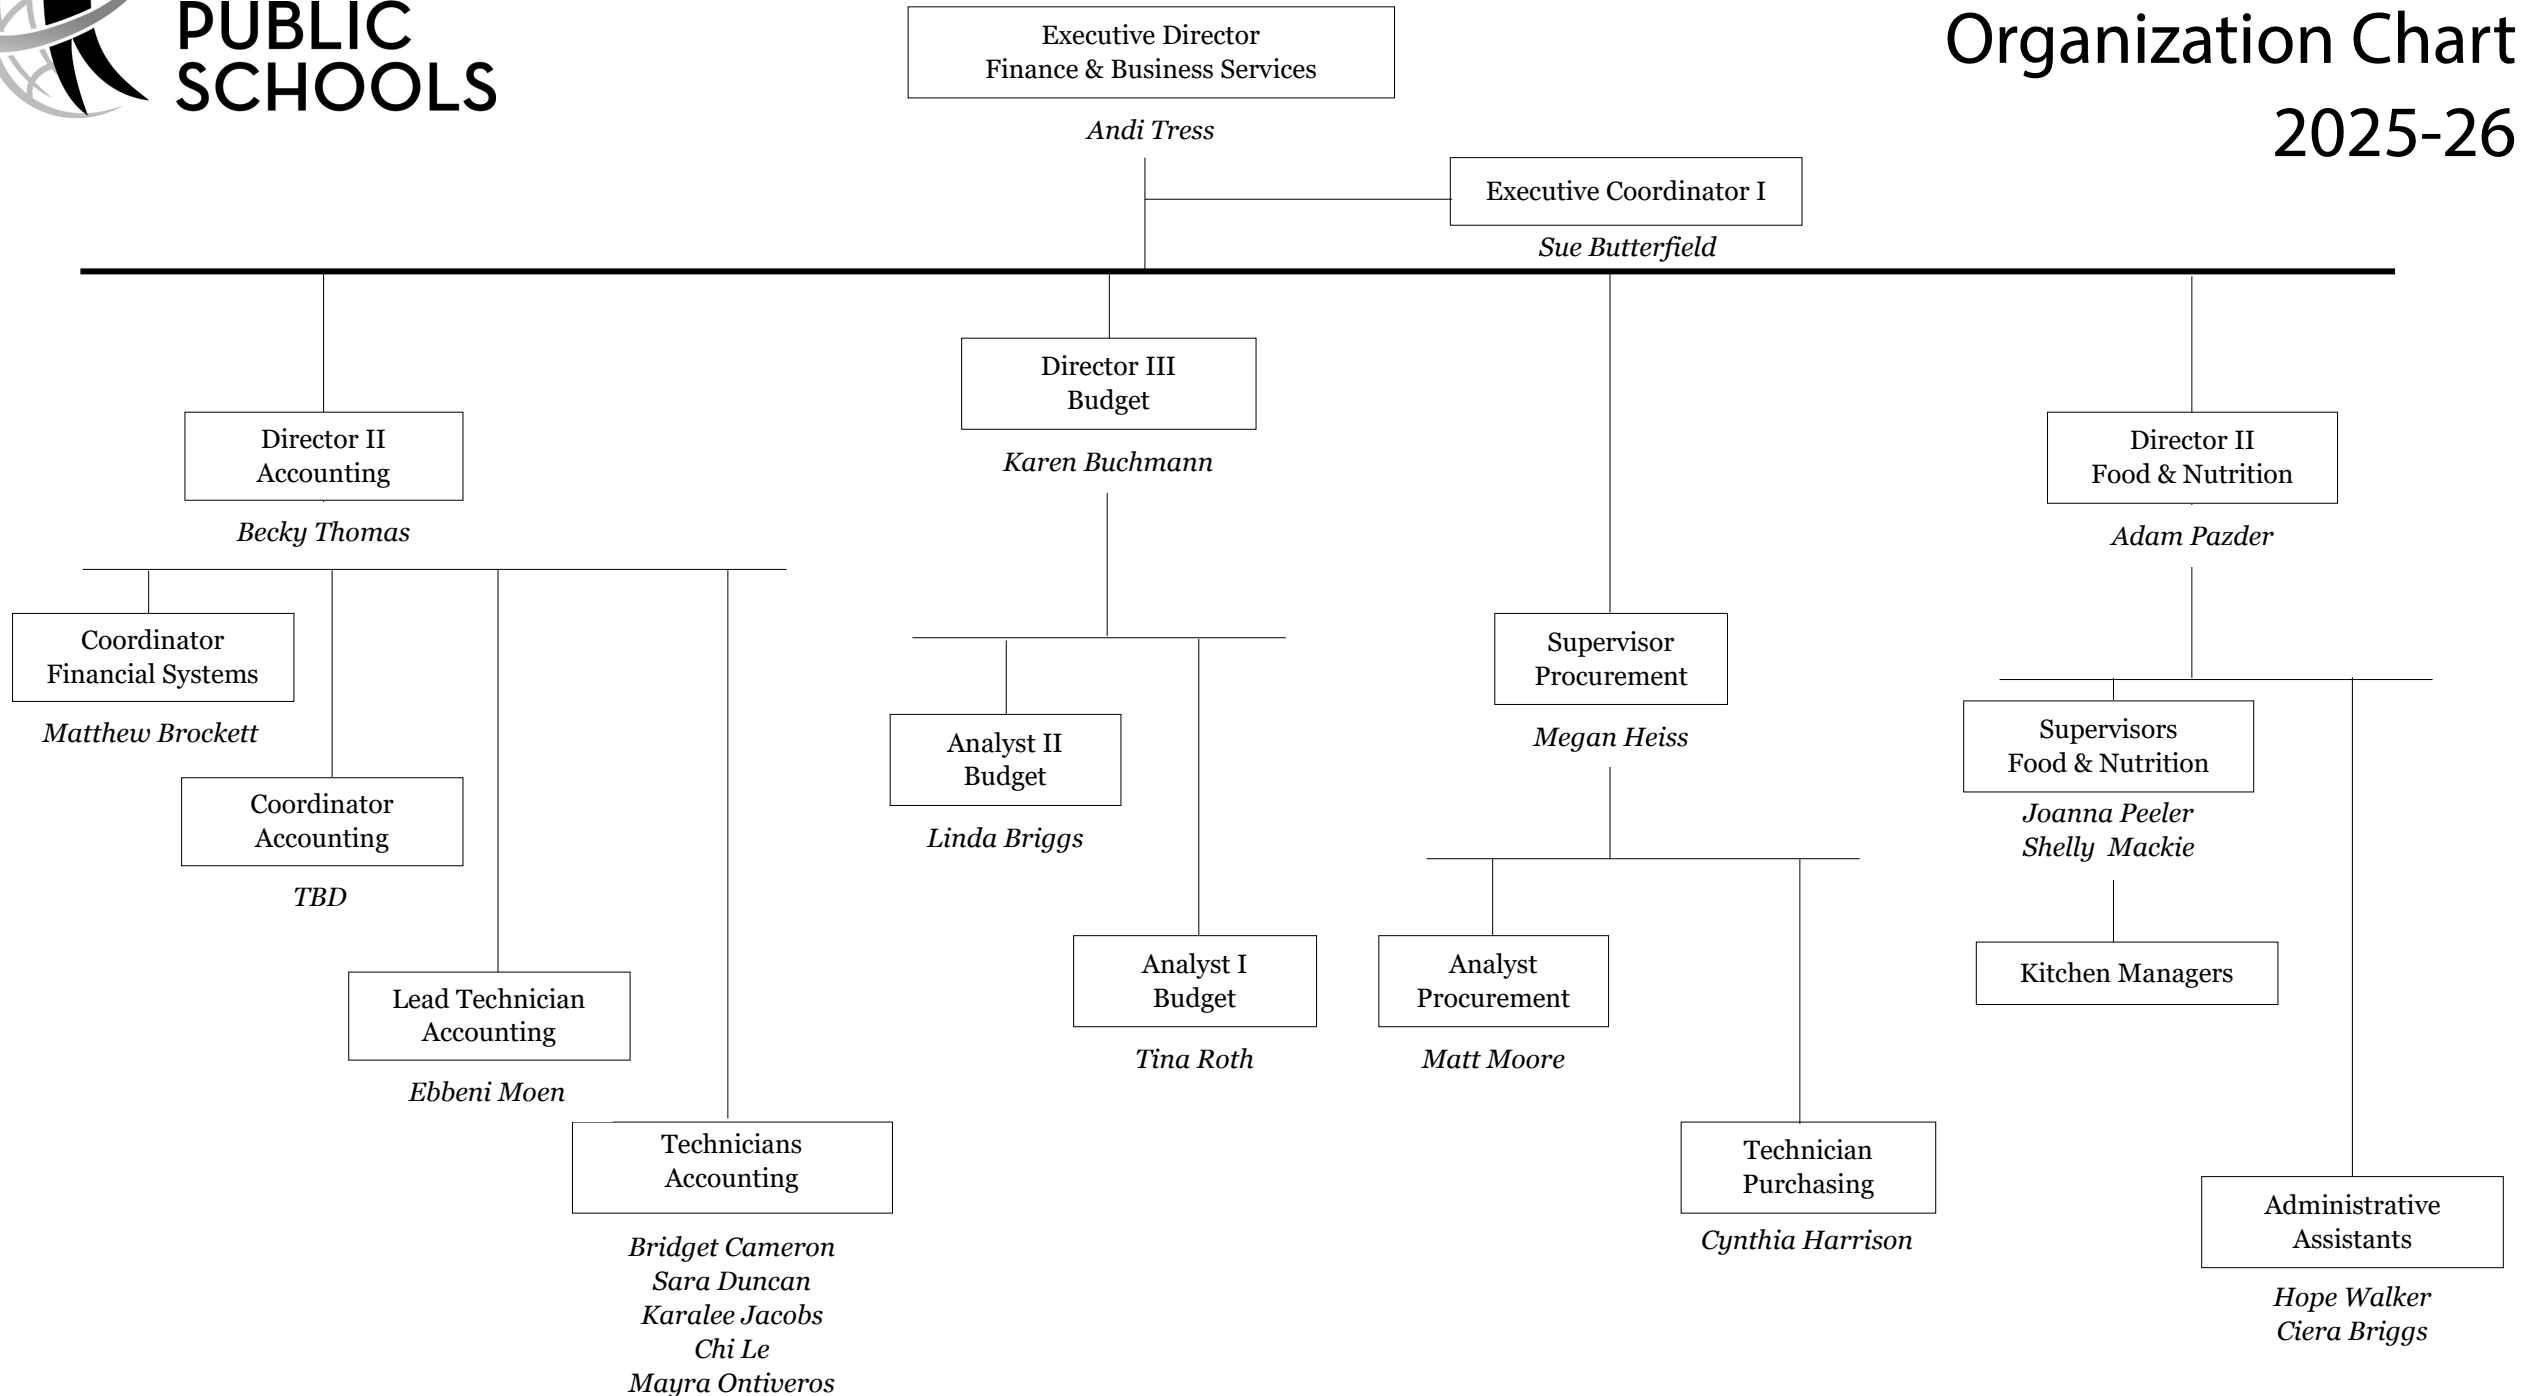 PUBLIC
SCHOOLS
Organization Chart
2025-26
Executive Director
Finance & Business Services
Andi Tress
Executive Coordinator I
Sue Butterfield
Director II
Accounting
Becky Thomas
Coordinator
Financial Systems
Matthew Brockett
Coordinator
Accounting
TBD
Lead Technician
Accounting
Ebbeni Moen
Technicians
Accounting
Bridget Cameron
Sara Duncan
Karalee Jacobs
Chi Le
Mayra Ontiveros
Director III
Budget
Karen Buchmann
Analyst II
Budget
Linda Briggs
Analyst I
Budget
Tina Roth
Supervisor
Procurement
Megan Heiss
Analyst
Procurement
Matt Moore
Technician
Purchasing
Cynthia Harrison
Director II
Food & Nutrition
Adam Pazder
Supervisors
Food & Nutrition
Joanna Peeler
Shelly  Mackie
Kitchen Managers
Administrative
Assistants
Hope Walker
Ciera Briggs